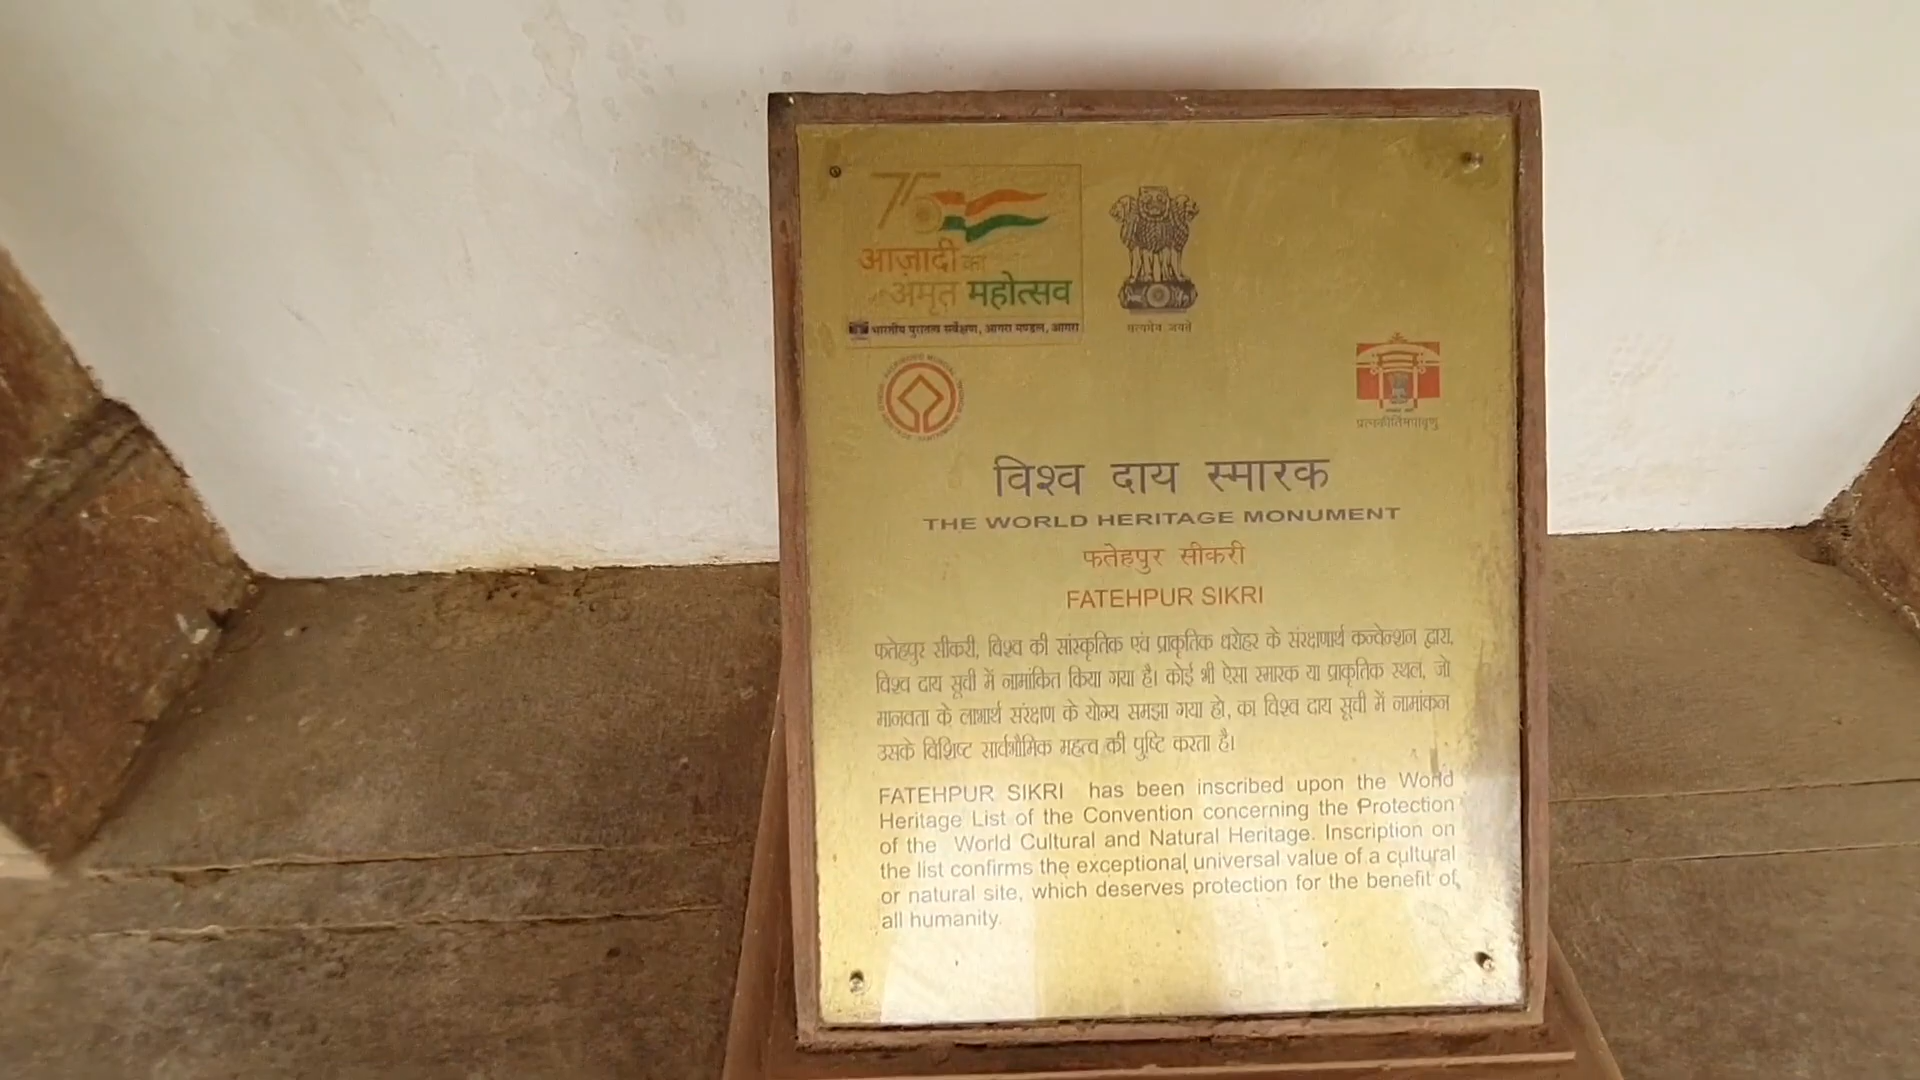 75
आज़ादी का
अमृत महोत्सव
भारतीय पुरातत्व सर्वेक्षण, आगरा मण्डल, आगरा
सत्यमेव जयते
प्रत्नकीर्तिमपावृणु
विश्व दाय स्मारक
THE WORLD HERITAGE MONUMENT
फतेहपुर सीकरी
FATEHPUR SIKRI
फतेहपुर सीकरी, विश्व की सांस्कृतिक एवं प्राकृतिक धरोहर के संरक्षणार्थ कन्वेन्शन द्वारा,
विश्व दाय सूची में नामांकित किया गया है। कोई भी ऐसा स्मारक या प्राकृतिक स्थल, जो
मानवता के लाभार्थ संरक्षण के योग्य समझा गया हो, का विश्व दाय सूची में नामांकन
उसके विशिष्ट सार्वभौमिक महत्व की पुष्टि करता है।
FATEHPUR SIKRI has been inscribed upon the World
Heritage List of the Convention concerning the Protection
of the World Cultural and Natural Heritage. Inscription on
the list confirms the exceptional universal value of a cultural
or natural site, which deserves protection for the benefit of
all humanity.